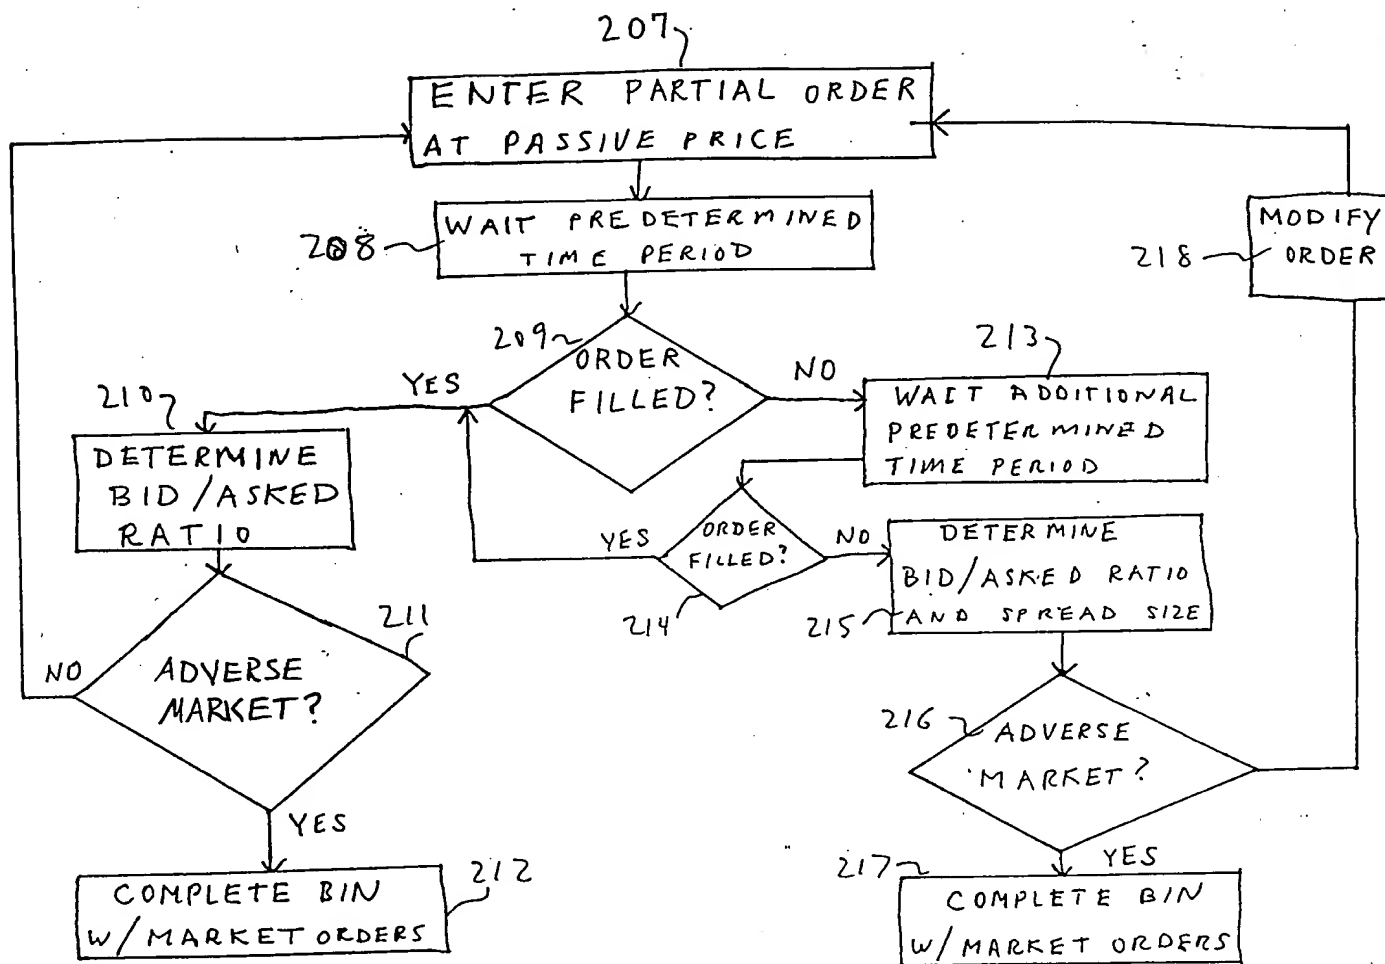 207
ENTER PARTIAL ORDER
AT PASSIVE PRICE
WAIT PREDETERMINED
TIME PERIOD
208
MODIFY
ORDER
218
209
ORDER
FILLED?
YES
NO
213
WAIT ADDITIONAL
PREDETERMINED
TIME PERIOD
210
DETERMINE
BID/ASKED
RATIO
ORDER
FILLED?
YES
NO
214
DETERMINE
BID/ASKED RATIO
AND SPREAD SIZE
215
211
ADVERSE
MARKET?
NO
YES
216
ADVERSE
MARKET?
YES
212
COMPLETE BIN
W/MARKET ORDERS
217
COMPLETE BIN
W/MARKET ORDERS